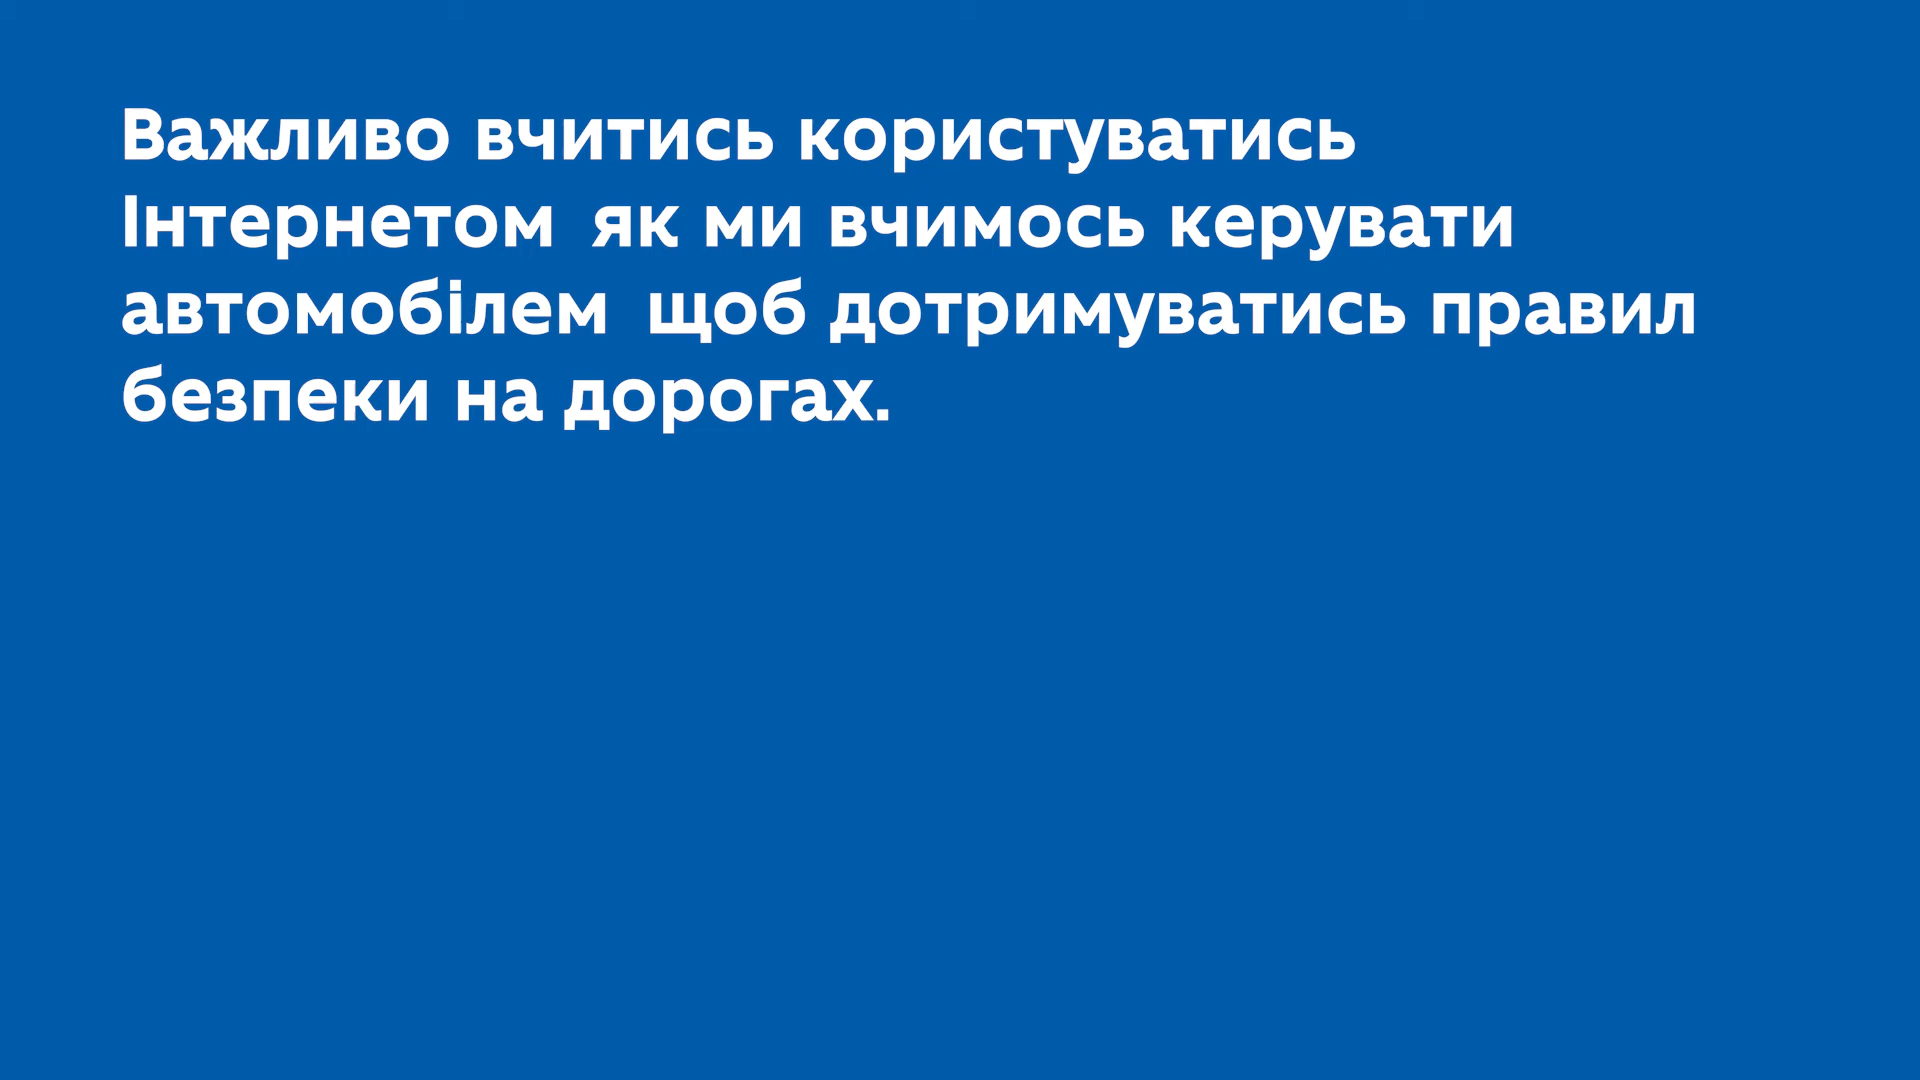 Важливо вчитись користуватись
Інтернетом  як ми вчимось керувати
автомобілем  щоб дотримуватись правил
безпеки на дорогах.